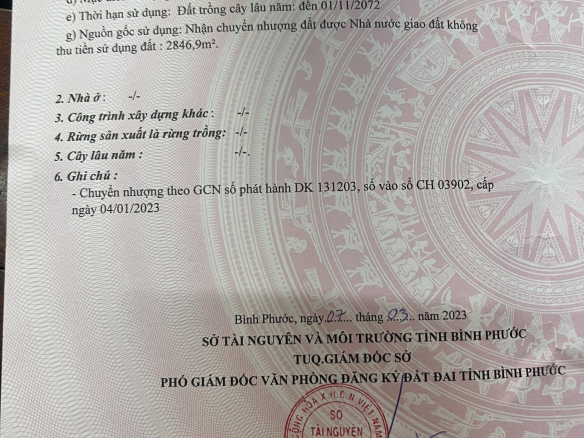 e) Thời hạn sử dụng: Đất trồng cây lâu năm: đến 01/11/2072
g) Nguồn gốc sử dụng: Nhận chuyển nhượng đất được Nhà nước giao đất không
thu tiền sử dụng đất : 2846,9m².
2. Nhà ở : -/-
3. Công trình xây dựng khác : -/-
4. Rừng sản xuất là rừng trồng: -/-
5. Cây lâu năm : -/-.
6. Ghi chú :
- Chuyển nhượng theo GCN số phát hành DK 131203, số vào sổ CH 03902, cấp
ngày 04/01/2023
Bình Phước, ngày 07... tháng 03.. năm 2023
SỞ TÀI NGUYÊN VÀ MÔI TRƯỜNG TỈNH BÌNH PHƯỚC
TUQ.GIÁM ĐỐC SỞ
PHÓ GIÁM ĐỐC VĂN PHÒNG ĐĂNG KÝ ĐẤT ĐAI TỈNH BÌNH PHƯỚC
SỞ
TÀI NGUYÊN